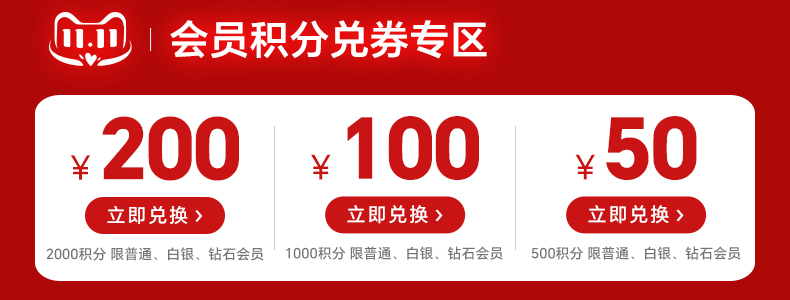 11.11
会员积分兑券专区
¥ 200
立即兑换 >
2000积分 限普通、白银、钻石会员
¥ 100
立即兑换 >
1000积分 限普通、白银、钻石会员
¥ 50
立即兑换 >
500积分 限普通、白银、钻石会员